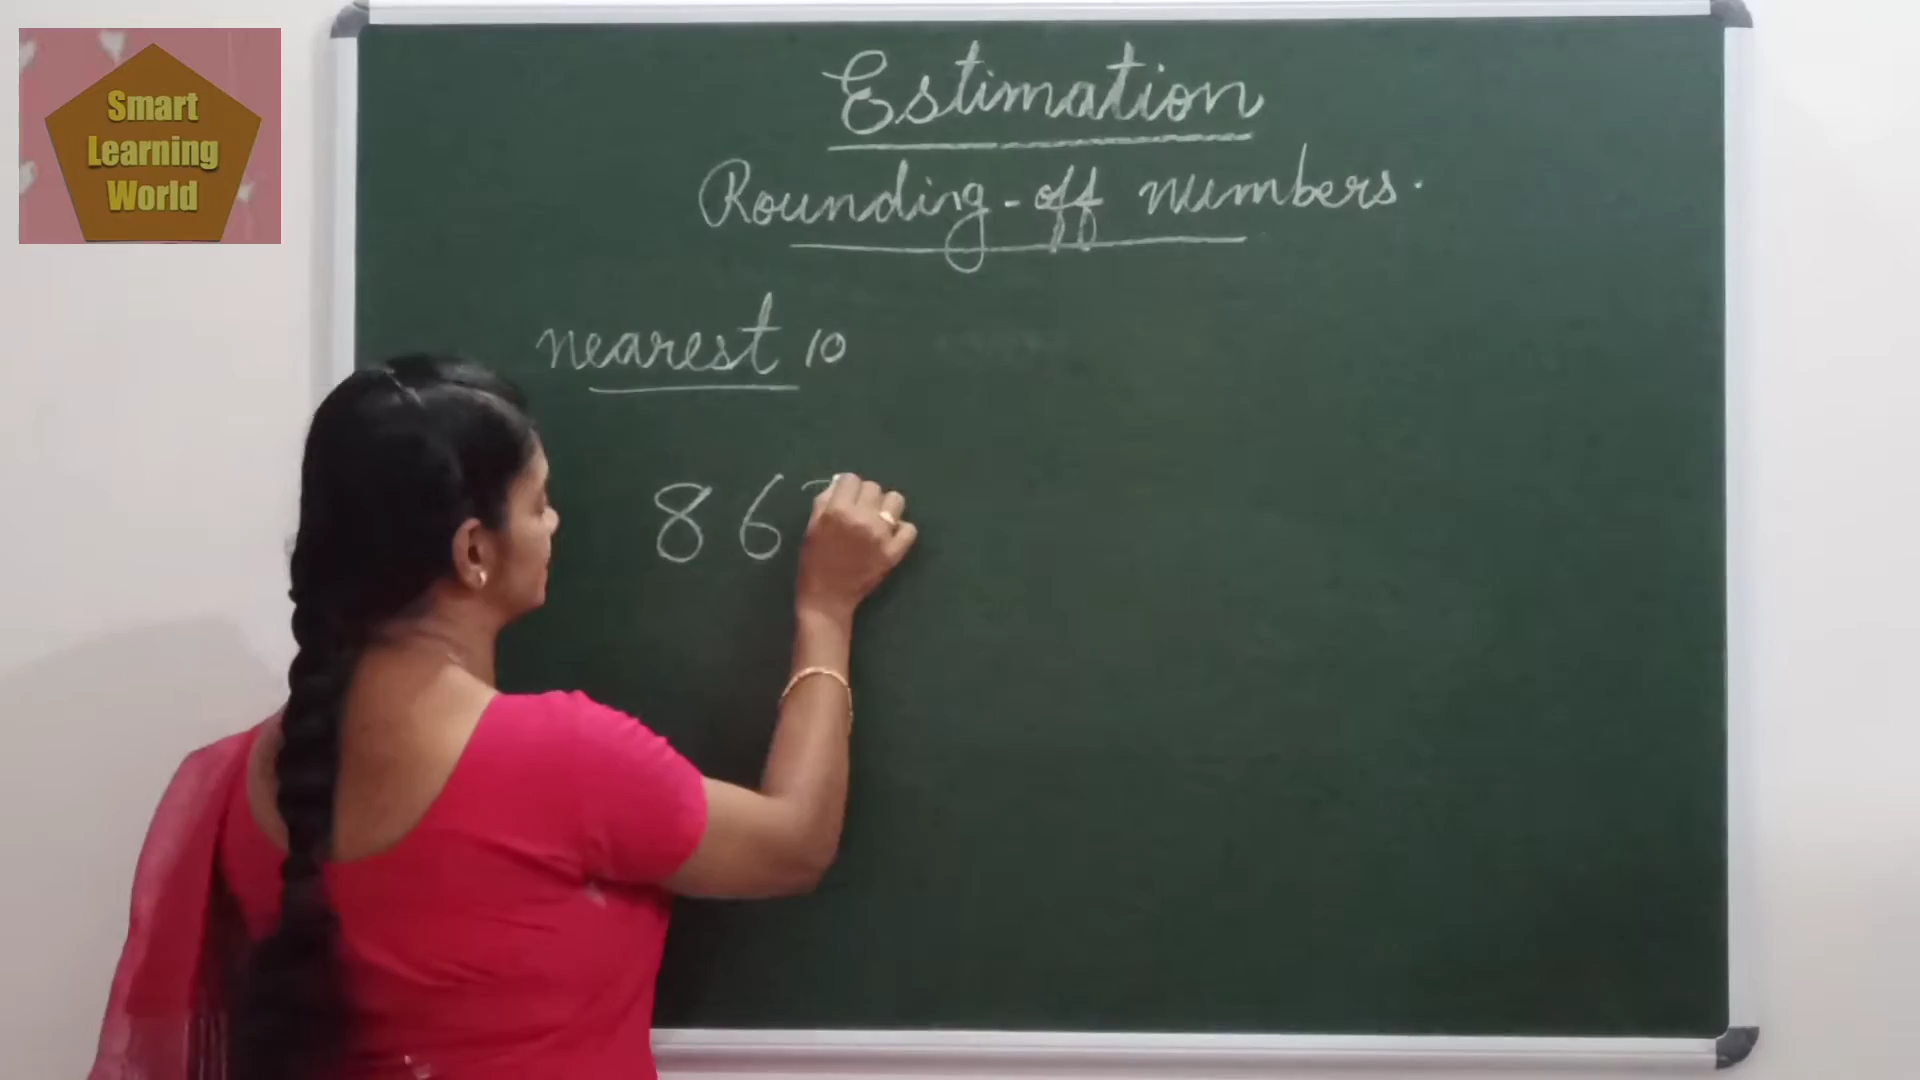 Smart
Learning
World
Estimation
Rounding-off numbers.
nearest 10
86